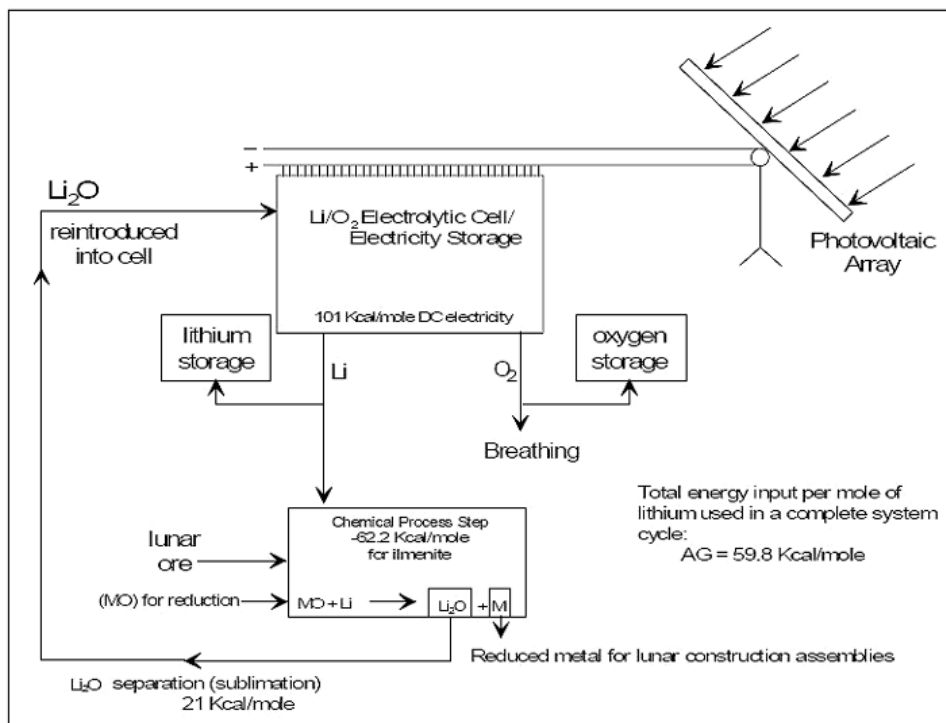 −
+
Li₂O
reintroduced
into cell
Li/O₂ Electrolytic Cell/
Electricity Storage
101 Kcal/mole DC electricity
Photovoltaic
Array
lithium
storage
Li
O₂
oxygen
storage
Breathing
Total energy input per mole of
lithium used in a complete system
cycle:
AG = 59.8 Kcal/mole
Chemical Process Step
-62.2 Kcal/mole
for ilmenite
lunar
ore
(MO) for reduction
MO + Li
Li₂O + M
Reduced metal for lunar construction assemblies
Li₂O separation (sublimation)
21 Kcal/mole